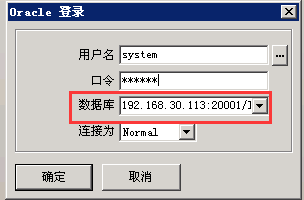 Oracle 登录
用户名 system
...
口令 ******
数据库 192.168.30.113:20001/
连接为 Normal
确定 取消